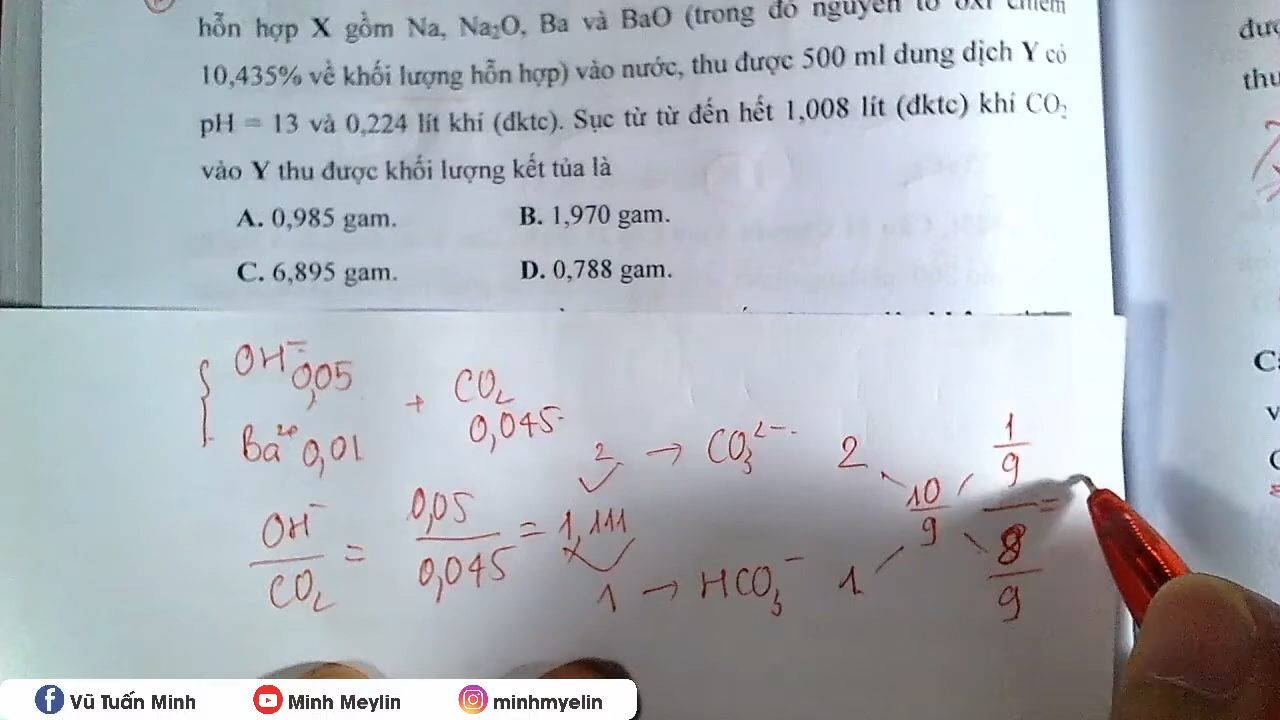 hỗn hợp X gồm Na, Na₂O, Ba và BaO (trong đó nguyên tố oxi chiếm
10,435% về khối lượng hỗn hợp) vào nước, thu được 500 ml dung dịch Y có
pH = 13 và 0,224 lít khí (đktc). Sục từ từ đến hết 1,008 lít (đktc) khí CO₂
vào Y thu được khối lượng kết tủa là
A. 0,985 gam. B. 1,970 gam.
C. 6,895 gam. D. 0,788 gam.
đượ
thu
OH⁻ 0,05
Ba²⁺ 0,01
+ CO₂
0,045
2 → CO₃²⁻ 2
1/9
OH⁻/CO₂ = 0,05/0,045 = 1,111
10/9
=
1 → HCO₃⁻ 1
8/9
Vũ Tuấn Minh Minh Meylin minhmyelin